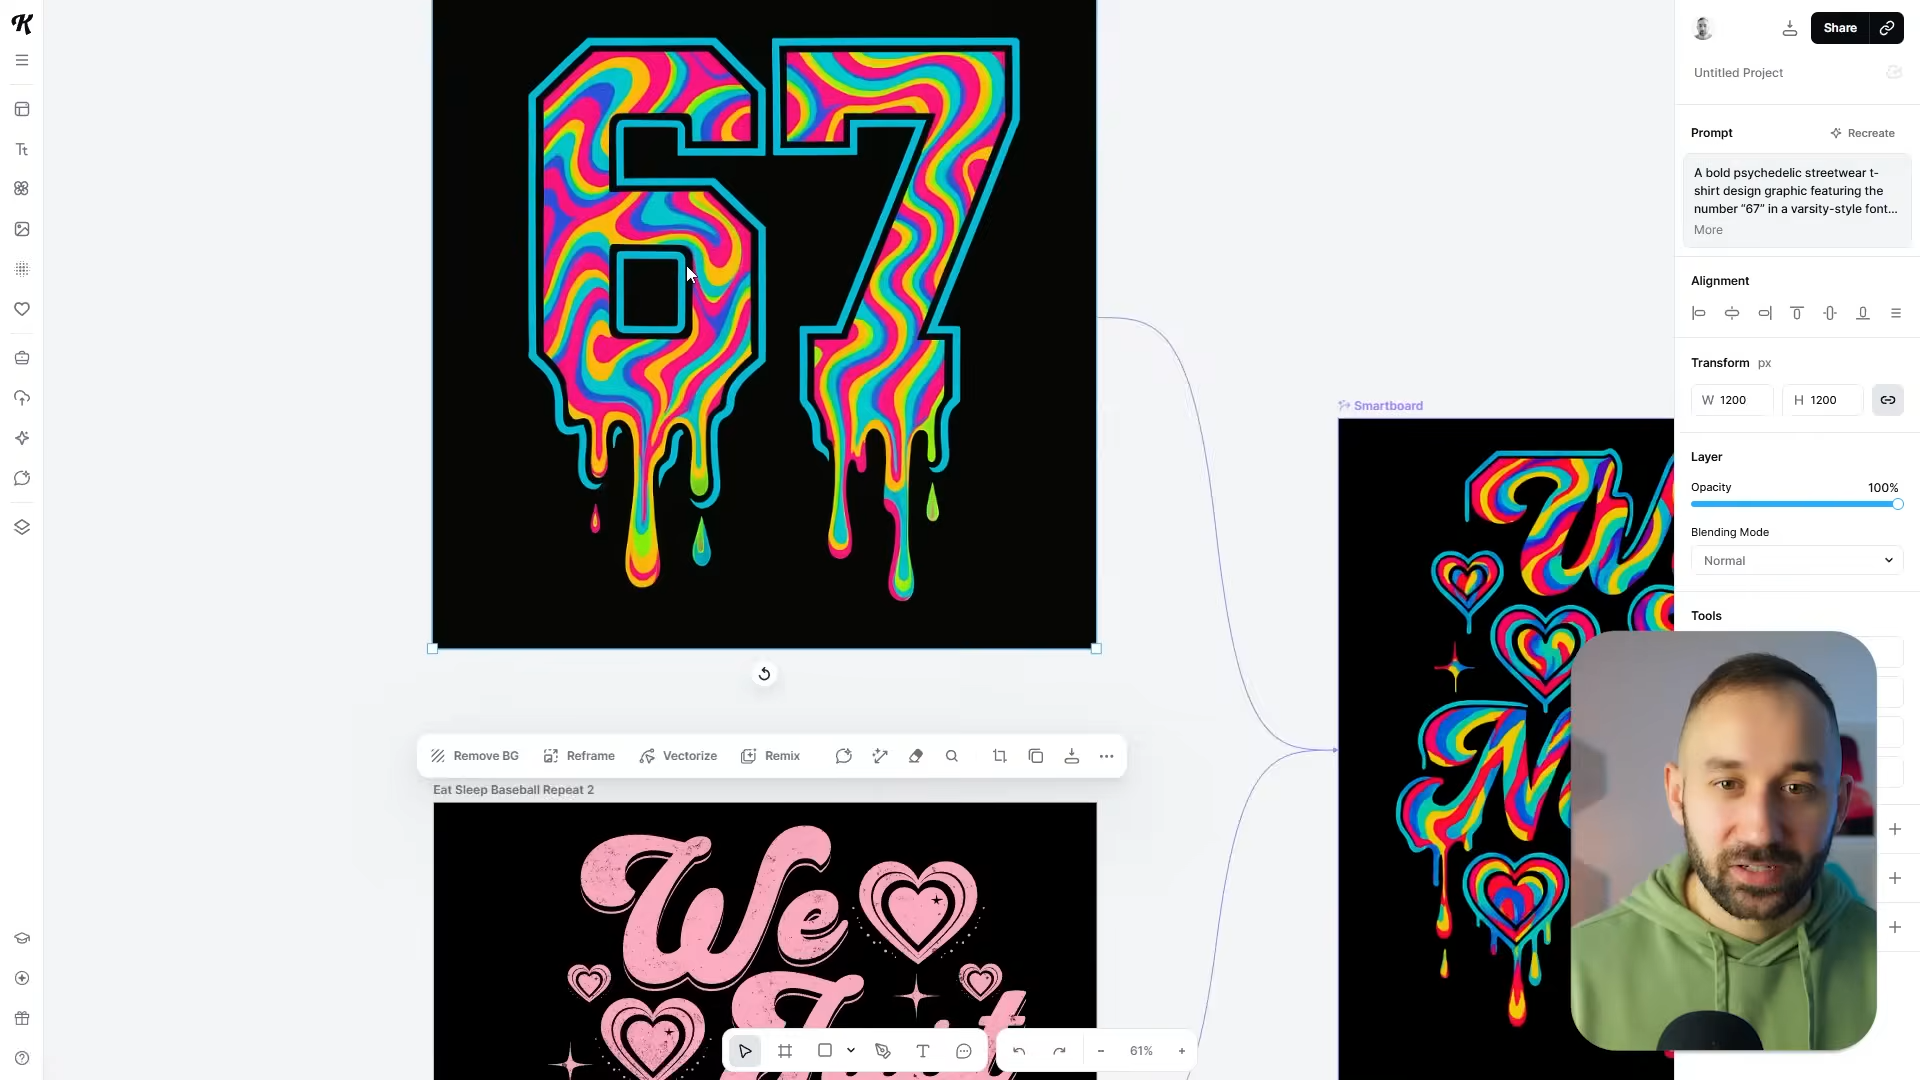 K
Share
Untitled Project
Prompt
Recreate
A bold psychedelic streetwear t-
shirt design graphic featuring the
number “67” in a varsity-style font...
More
Alignment
Transform px
W 1200
H 1200
Layer
Opacity
100%
Blending Mode
Normal
Tools
67
Smartboard
Remove BG
Reframe
Vectorize
Remix
Eat Sleep Baseball Repeat 2
We
Tt
T
61%